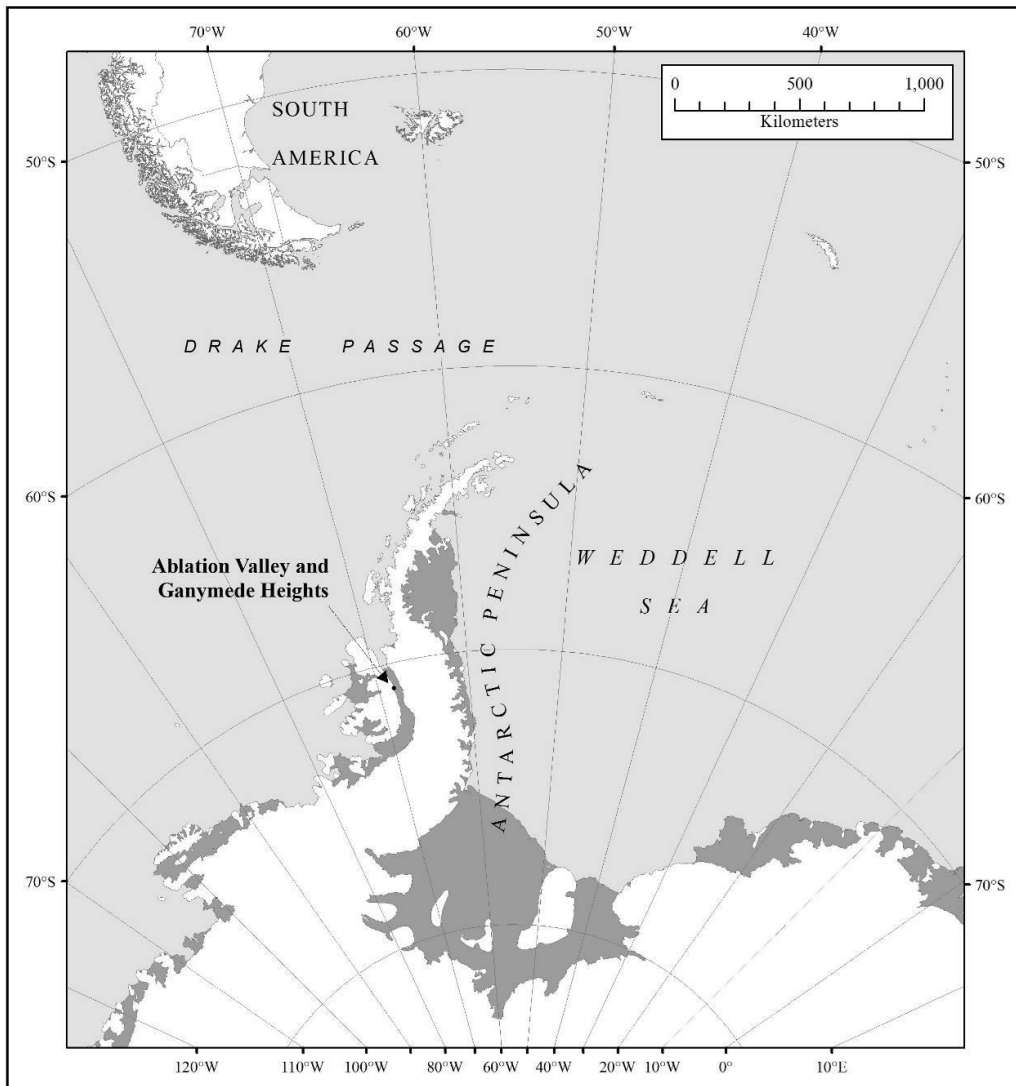 70°W 60°W 50°W 40°W
0 500 1,000
Kilometers
SOUTH
AMERICA
50°S 50°S
DRAKE PASSAGE
60°S 60°S
ANTARCTIC PENINSULA
WEDDELL
SEA
Ablation Valley and
Ganymede Heights
70°S 70°S
120°W 110°W 100°W 90°W 80°W 70°W 60°W 40°W 20°W 10°W 0° 10°E